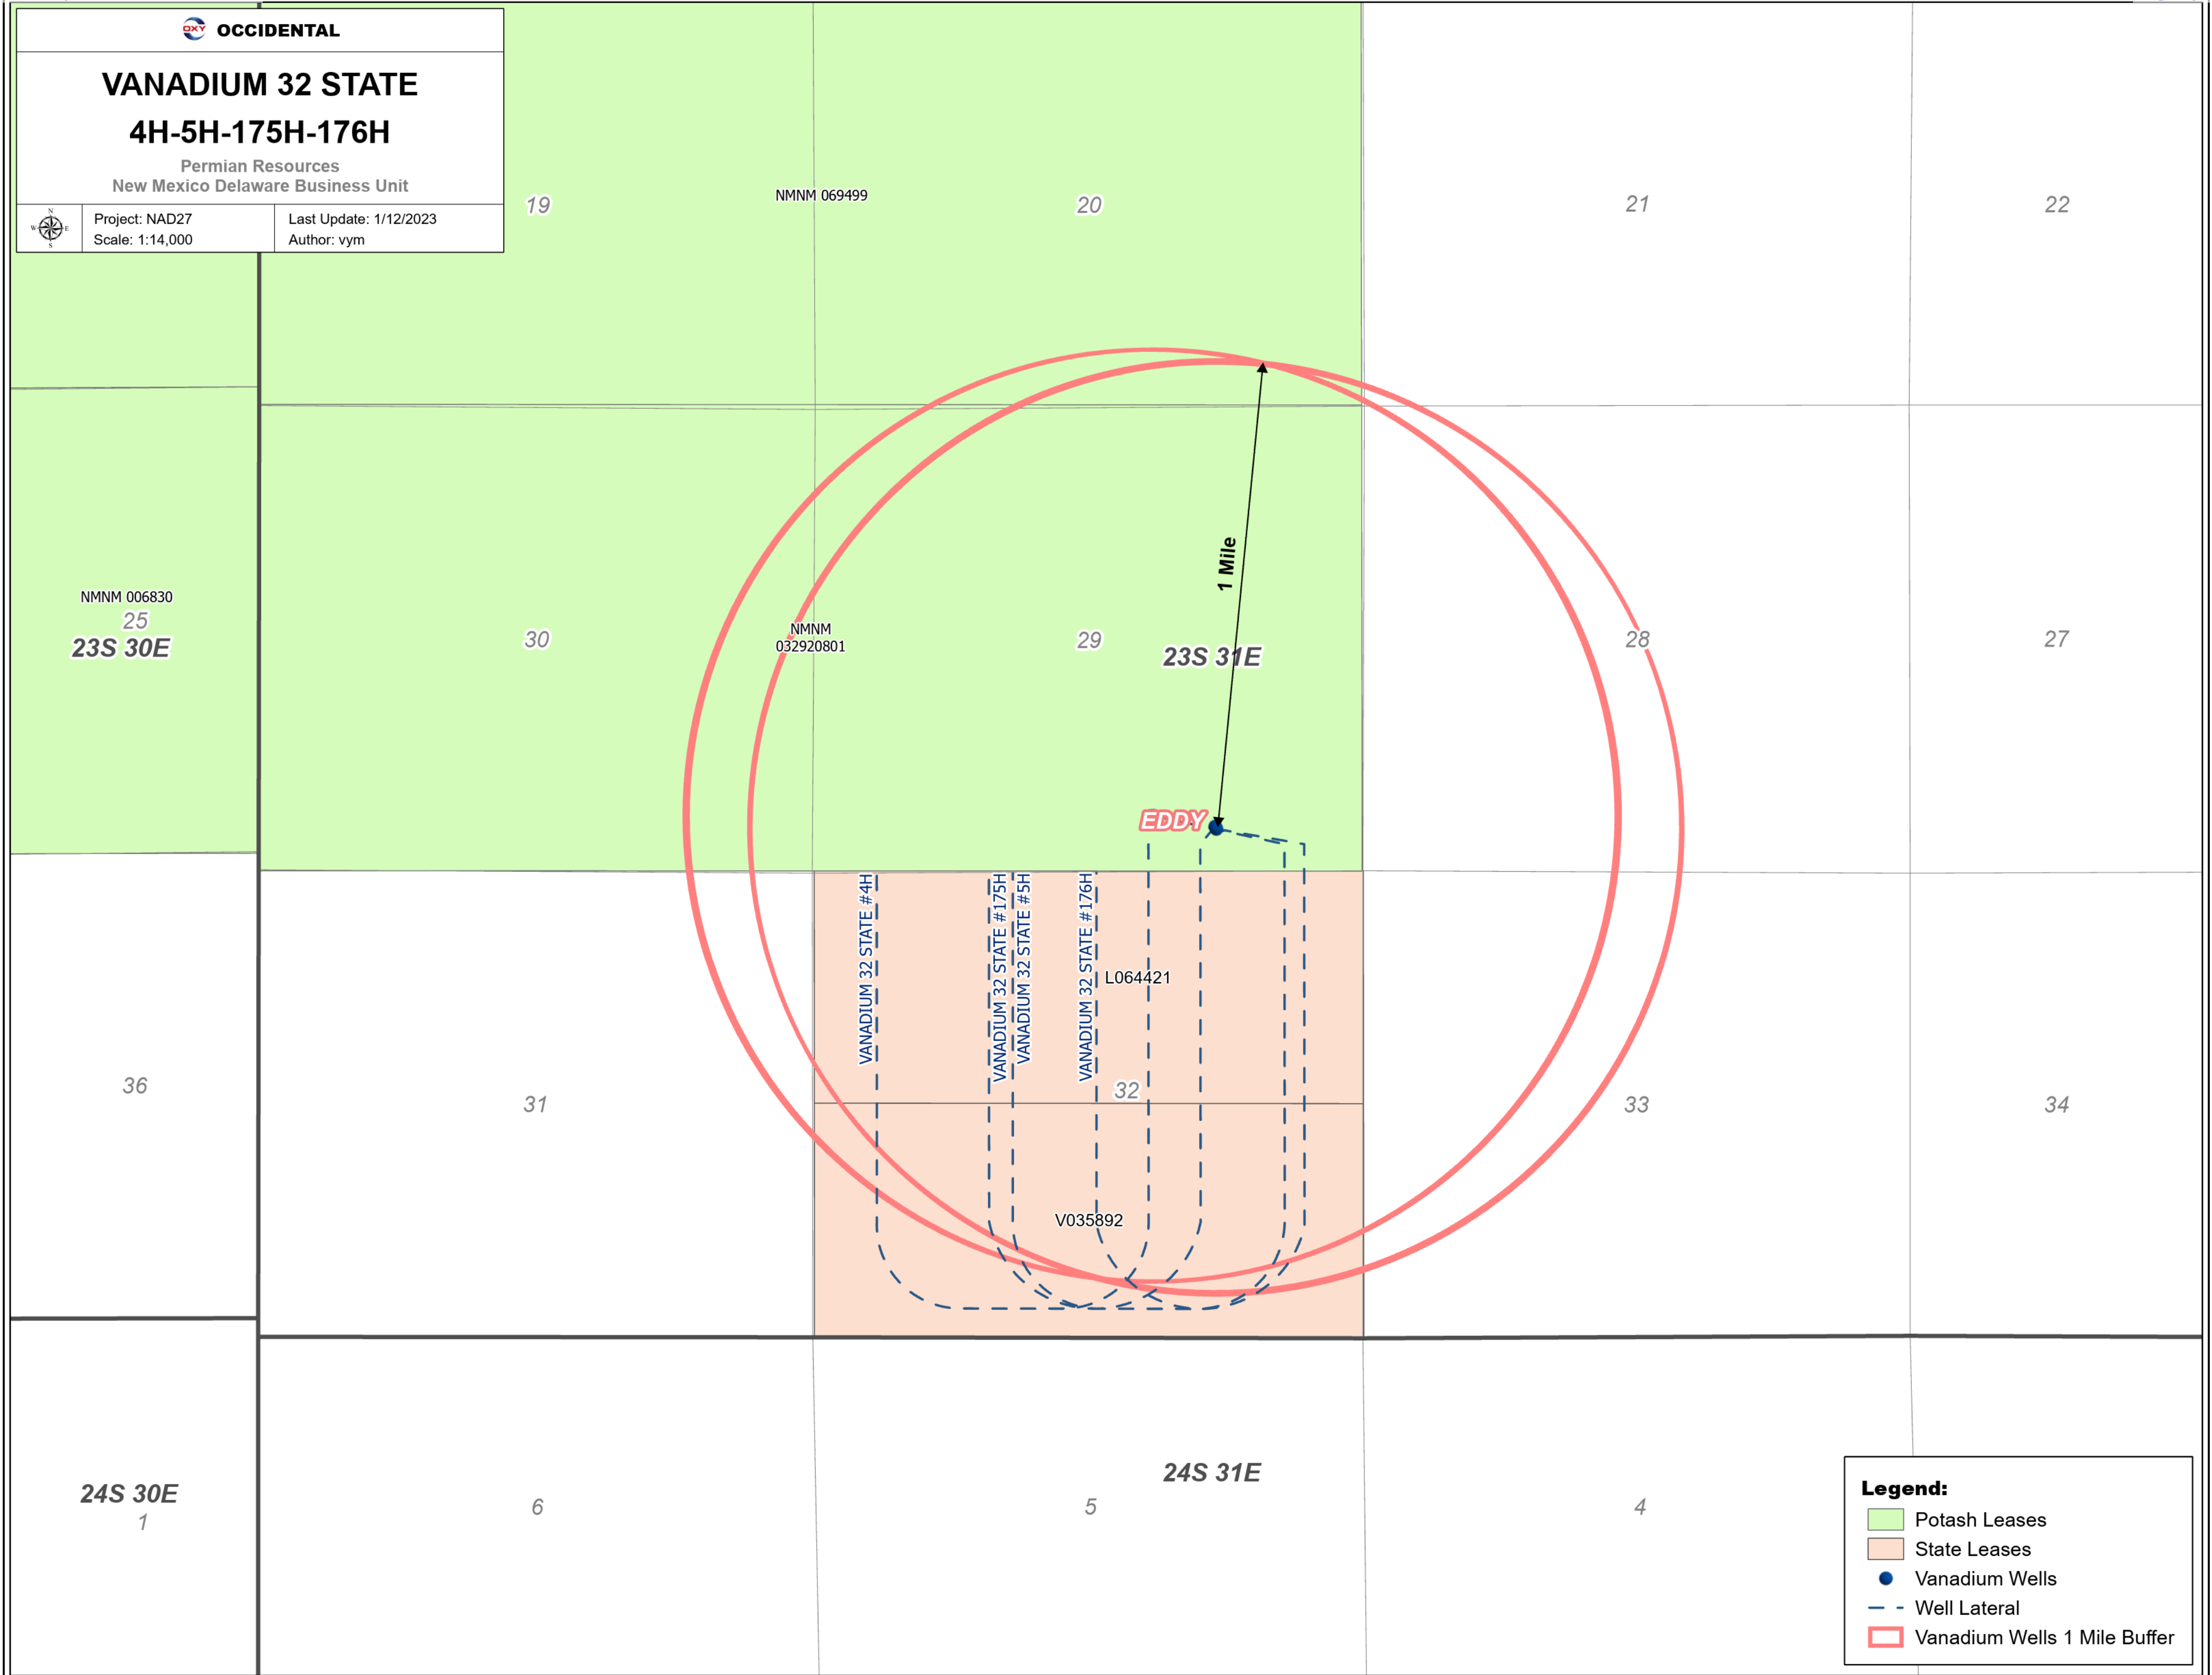 OXY OCCIDENTAL
VANADIUM 32 STATE
4H-5H-175H-176H
Permian Resources
New Mexico Delaware Business Unit
N
W E
S
Project: NAD27
Scale: 1:14,000
Last Update: 1/12/2023
Author: vym
19
NMNM 069499
20
21
22
1 Mile
NMNM 006830
25
23S 30E
30
NMNM
032920801
29
23S 31E
28
27
EDDY
VANADIUM 32 STATE #4H
VANADIUM 32 STATE #175H
VANADIUM 32 STATE #5H
VANADIUM 32 STATE #176H
L064421
36
31
32
33
34
V035892
24S 30E
1
6
5
24S 31E
4
Legend:
Potash Leases
State Leases
Vanadium Wells
Well Lateral
Vanadium Wells 1 Mile Buffer